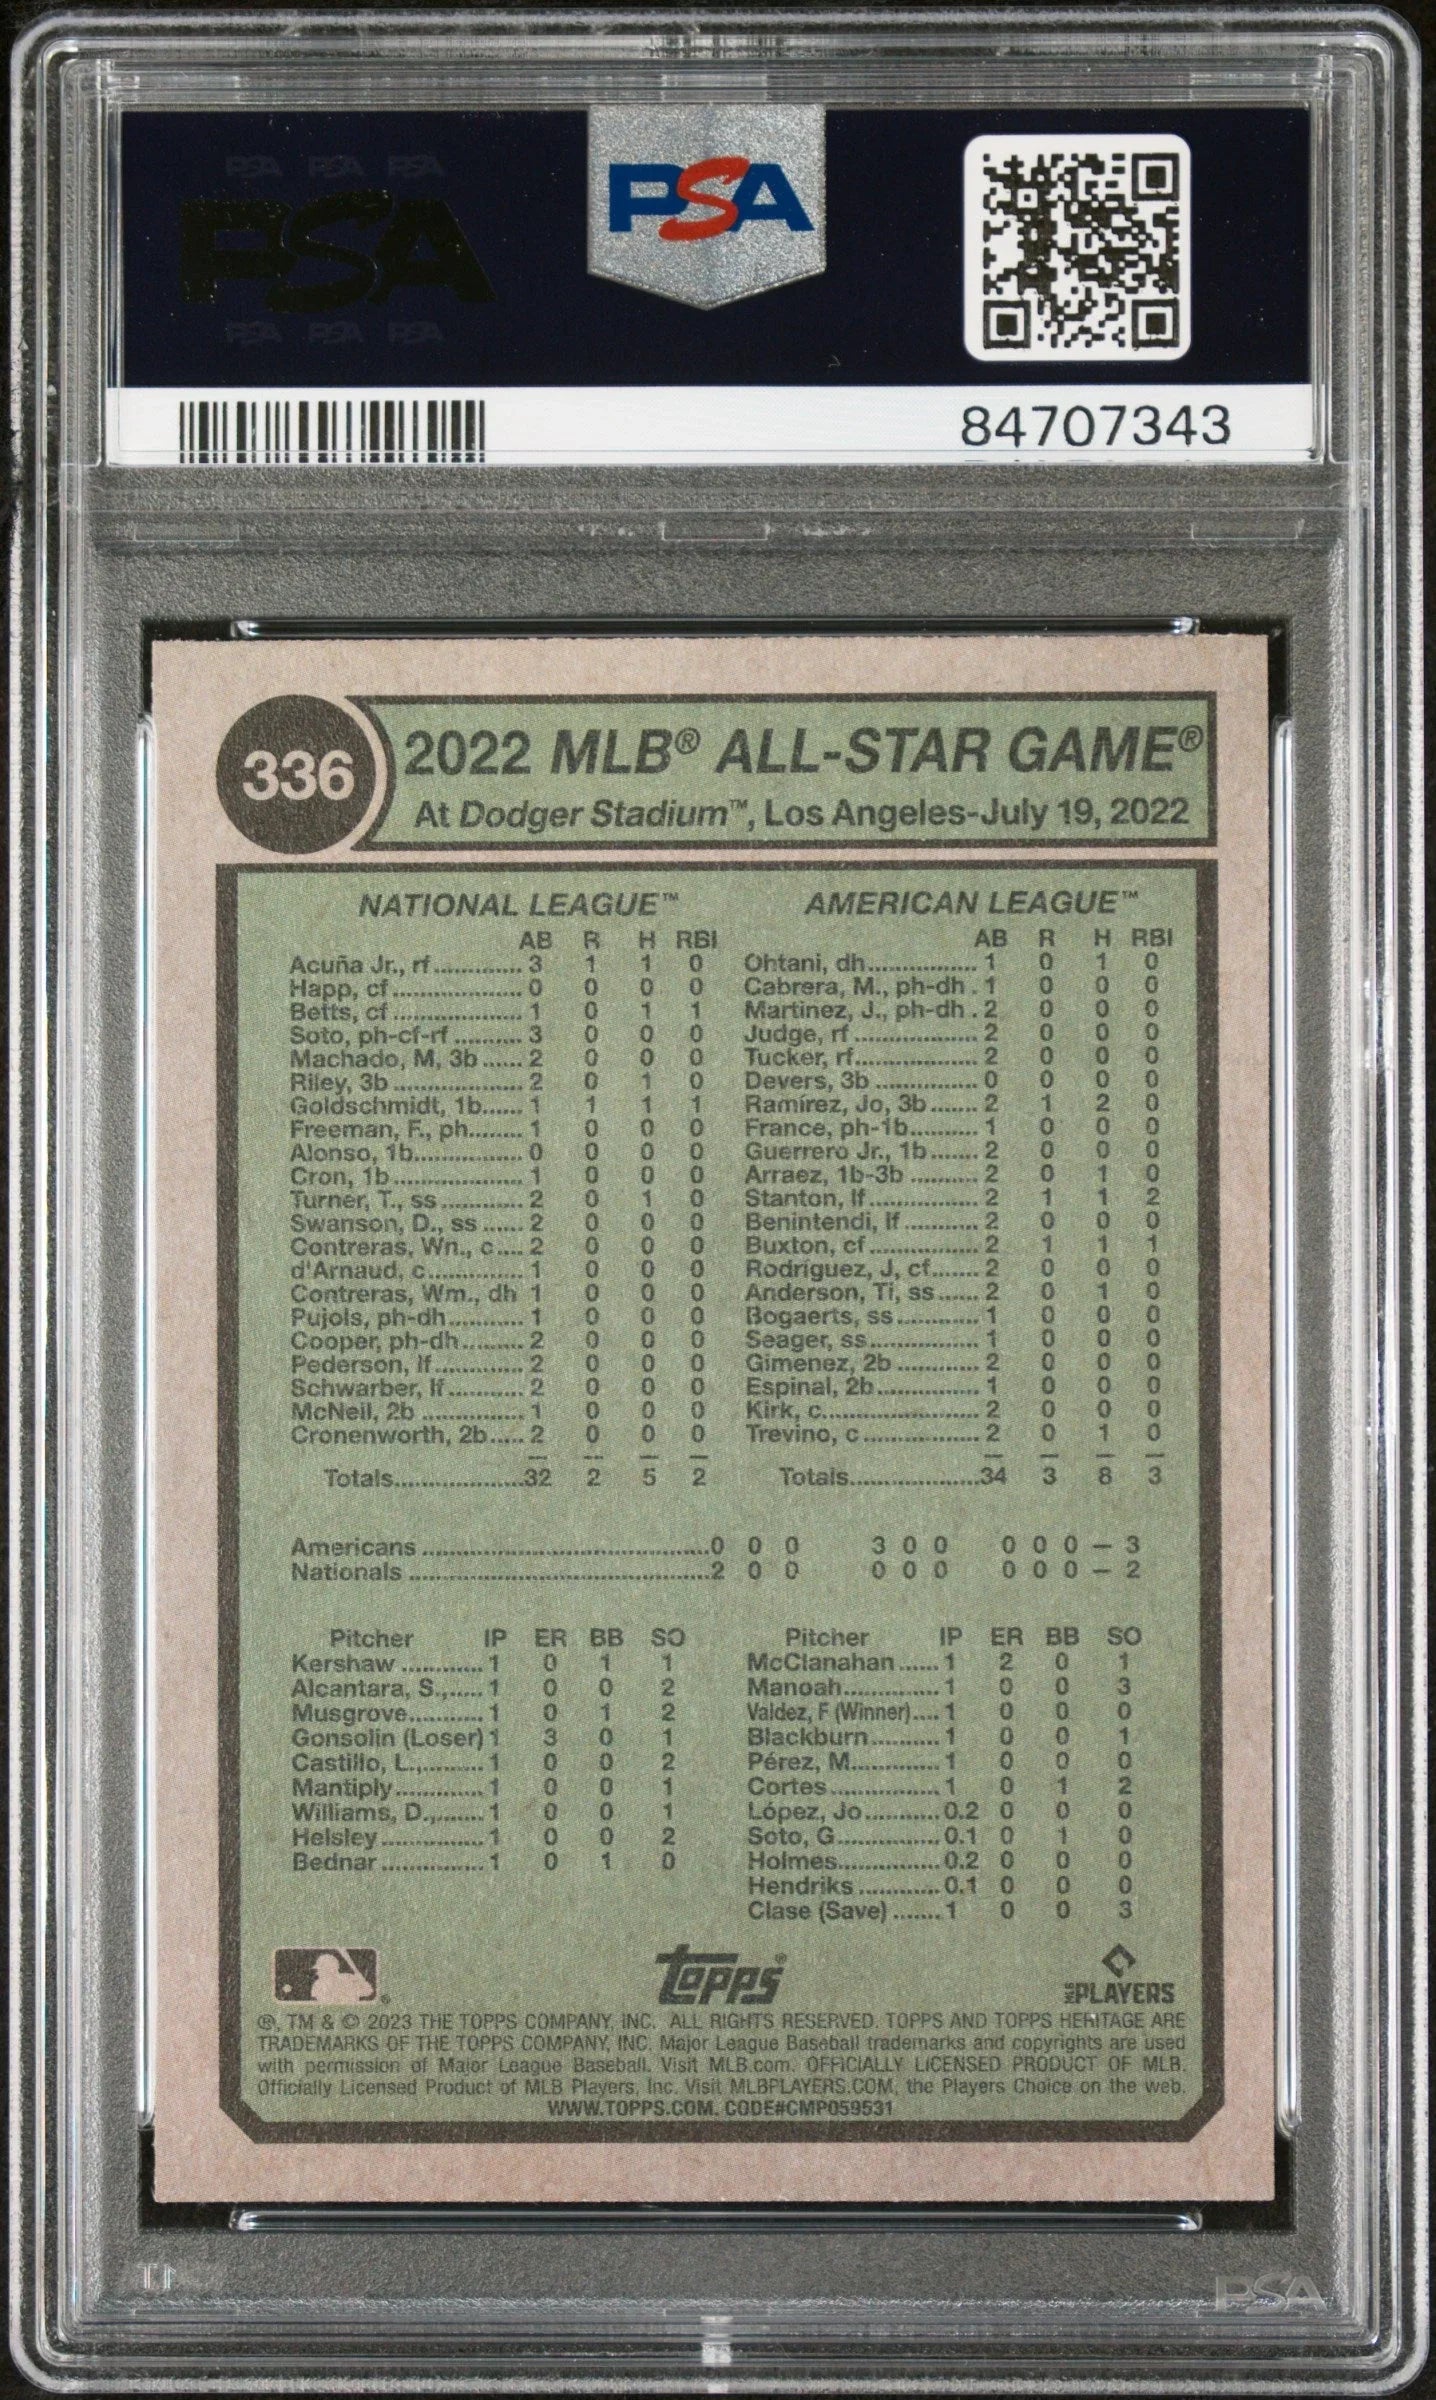 PSA PSA PSA
PSA
PSA PSA PSA
PSA
84707343
336
2022 MLB® ALL-STAR GAME®
At Dodger Stadium™, Los Angeles-July 19, 2022
NATIONAL LEAGUE™
AB R H RBI
Acuña Jr., rf.............. 3 1 1 0
Happ, cf .................... 0 0 0 0
Betts, cf .................... 1 0 1 1
Soto, ph-cf-rf .......... 3 0 0 0
Machado, M, 3b ...... 2 0 0 0
Riley, 3b .................... 2 0 1 0
Goldschmidt, 1b...... 1 1 1 1
Freeman, F., ph........ 1 0 0 0
Alonso, 1b................. 0 0 0 0
Cron, 1b .................... 1 0 0 0
Turner, T., ss ............ 2 0 1 0
Swanson, D., ss ...... 2 0 0 0
Contreras, Wn., c.... 2 0 0 0
d'Arnaud, c............... 1 0 0 0
Contreras, Wm., dh 1 0 0 0
Pujols, ph-dh........... 1 0 0 0
Cooper, ph-dh......... 2 0 0 0
Pederson, lf.............. 2 0 0 0
Schwarber, lf ........... 2 0 0 0
McNeil, 2b ................ 1 0 0 0
Cronenworth, 2b..... 2 0 0 0
Totals....................32 2 5 2
AMERICAN LEAGUE™
AB R H RBI
Ohtani, dh................. 1 0 1 0
Cabrera, M., ph-dh . 1 0 0 0
Martinez, J., ph-dh . 2 0 0 0
Judge, rf ................... 2 0 0 0
Tucker, rf................... 2 0 0 0
Devers, 3b ................ 0 0 0 0
Ramírez, Jo, 3b....... 2 1 2 0
France, ph-1b.......... 1 0 0 0
Guerrero Jr., 1b....... 2 0 0 0
Arraez, 1b-3b .......... 2 0 1 0
Stanton, lf................. 2 1 1 2
Benintendi, lf ........... 2 0 0 0
Buxton, cf................. 2 1 1 1
Rodríguez, J, cf....... 2 0 0 0
Anderson, Ti, ss...... 2 0 1 0
Bogaerts, ss............. 1 0 0 0
Seager, ss................. 1 0 0 0
Gimenez, 2b ............ 2 0 0 0
Espinal, 2b................ 1 0 0 0
Kirk, c........................ 2 0 0 0
Trevino, c .................. 2 0 1 0
Totals....................34 3 8 3
Americans ............................................0 0 0 3 0 0 0 0 0 – 3
Nationals ..............................................2 0 0 0 0 0 0 0 0 – 2
Pitcher IP ER BB SO
Kershaw .............1 0 1 1
Alcantara, S.,......1 0 0 2
Musgrove............1 0 1 2
Gonsolin (Loser) 1 3 0 1
Castillo, L.,..........1 0 0 2
Mantiply..............1 0 0 1
Williams, D.,........1 0 0 1
Helsley................1 0 0 2
Bednar ................1 0 1 0
Pitcher IP ER BB SO
McClanahan ......1 2 0 1
Manoah...............1 0 0 3
Valdez, F (Winner)....1 0 0 0
Blackburn...........1 0 0 1
Pérez, M..............1 0 0 0
Cortes.................1 0 1 2
López, Jo...........0.2 0 0 0
Soto, G...............0.1 0 1 0
Holmes...............0.2 0 0 0
Hendriks ............0.1 0 0 0
Clase (Save) .......1 0 0 3
Topps®
MLB PLAYERS
®, TM & © 2023 THE TOPPS COMPANY, INC. ALL RIGHTS RESERVED. TOPPS AND TOPPS HERITAGE ARE
TRADEMARKS OF THE TOPPS COMPANY, INC. Major League Baseball trademarks and copyrights are used
with permission of Major League Baseball. Visit MLB.com. OFFICIALLY LICENSED PRODUCT OF MLB.
Officially Licensed Product of MLB Players, Inc. Visit MLBPLAYERS.COM, the Players Choice on the web.
WWW.TOPPS.COM. CODE#CMP059531
PSA